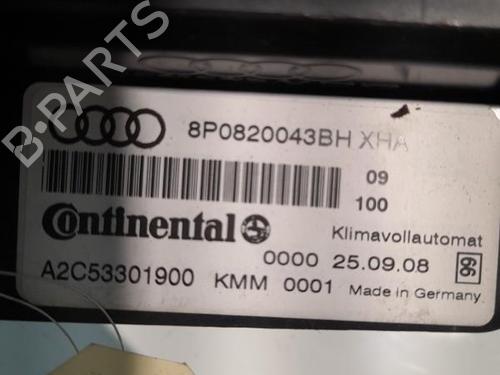 B-PARTS
8P0820043BH XHA
09
100
Continental
Klimavollautomat
0000 25.09.08
A2C53301900 KMM 0001 Made in Germany